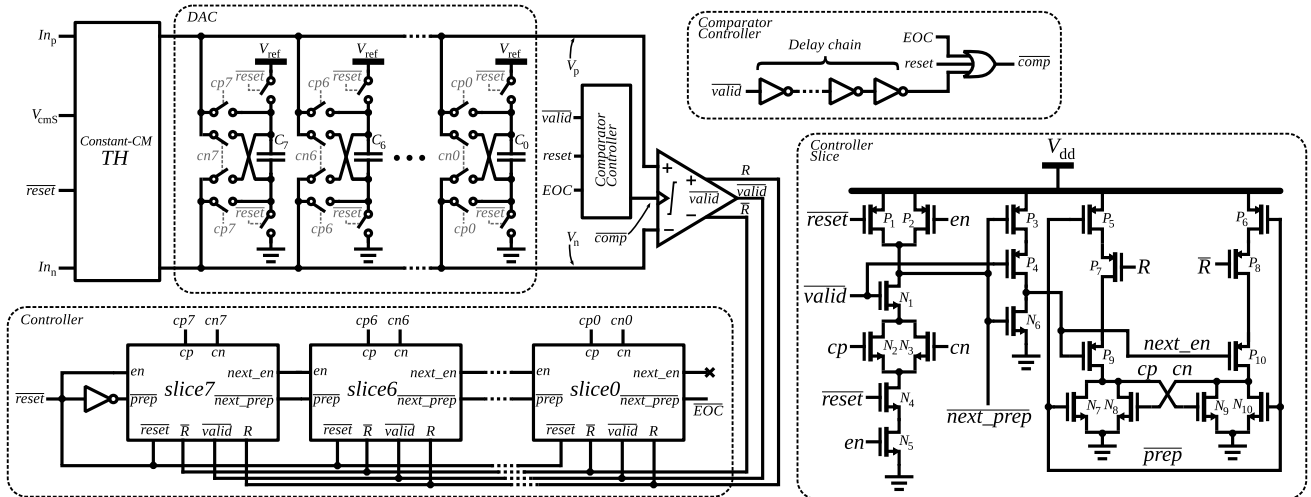 DAC
In_p
V_cmS
reset̅
In_n
Constant-CM
TH
V_ref
V_ref
V_ref
cp7
reset̅
cp6
reset̅
cp0
reset̅
cn7
C_7
cn6
C_6
cn0
C_0
cp7
reset̅
cp6
reset̅
cp0
reset̅
V_p
V_n
valid̅
reset
EOC
Comparator
Controller
comp̅
+
+
valid̅
−
−
R
valid̅
R̅
Comparator
Controller
Delay chain
valid̅
EOC
reset
comp̅
Controller
reset̅
cp7 cn7
cp cn
en
prep̅
slice7
next_en
next_prep̅
reset̅ R̅ valid̅ R
cp6 cn6
cp cn
en
prep̅
slice6
next_en
next_prep̅
reset̅ R̅ valid̅ R
cp0 cn0
cp cn
en
prep̅
slice0
next_en
next_prep̅
reset̅ R̅ valid̅ R
EOC̅
Controller
Slice
V_dd
reset̅
P_1
P_2
en
P_3
P_5
P_6
P_4
P_7
R
R̅
P_8
valid̅
N_1
N_6
cp
N_2
N_3
cn
P_9
next_en
P_10
cp cn
reset̅
N_4
next_prep̅
N_7
N_8
N_9
N_10
en
N_5
prep̅